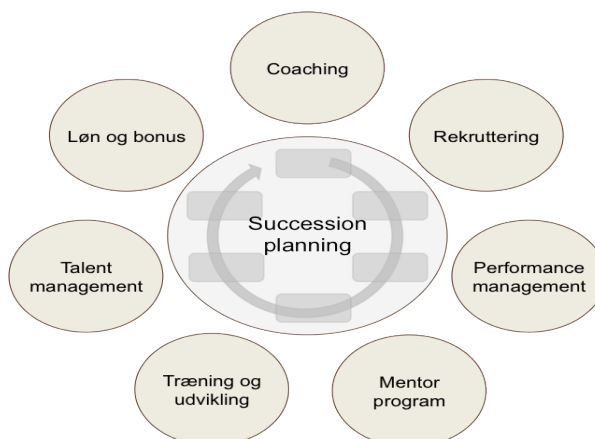 Coaching
Løn og bonus
Rekruttering
Succession
planning
Talent
management
Performance
management
Træning og
udvikling
Mentor
program